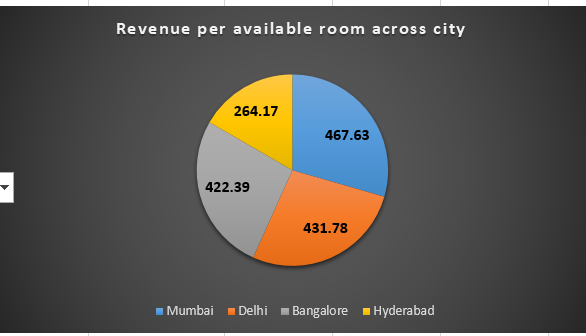 Revenue per available room across city
264.17
467.63
422.39
431.78
Mumbai Delhi Bangalore Hyderabad